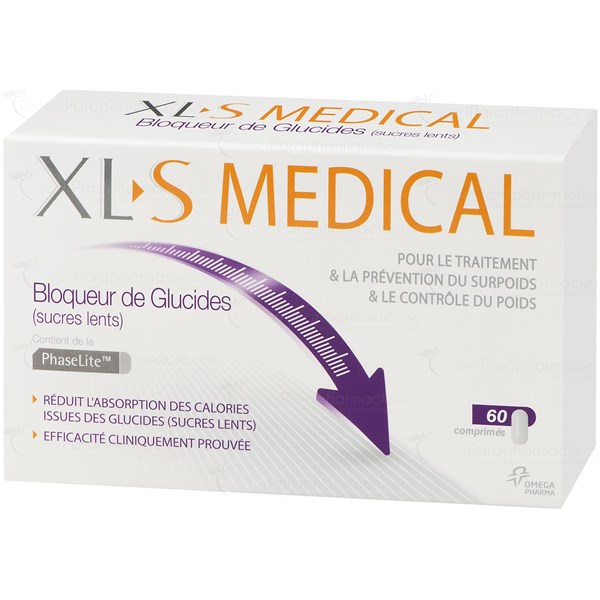 XL▸S MEDICAL
Bloqueur de Glucides (sucres lents)
XL▸S MEDICAL
POUR LE TRAITEMENT
& LA PRÉVENTION DU SURPOIDS
& LE CONTRÔLE DU POIDS
Bloqueur de Glucides
(sucres lents)
Contient de la
PhaseLite™
RÉDUIT L'ABSORPTION DES CALORIES
ISSUES DES GLUCIDES (SUCRES LENTS)
EFFICACITÉ CLINIQUEMENT PROUVÉE
60
comprimés
OMEGA
PHARMA